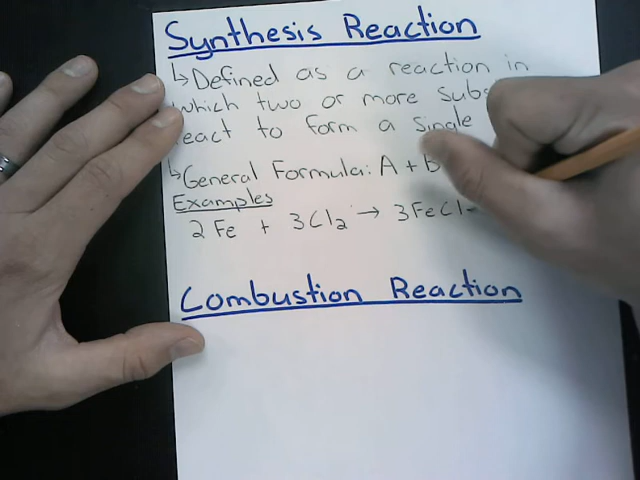 Synthesis Reaction
↳ Defined as a reaction in
which two or more
react to form a single
↳ General Formula: A + B
Examples
2 Fe + 3Cl₂ → 3FeCl
Combustion Reaction